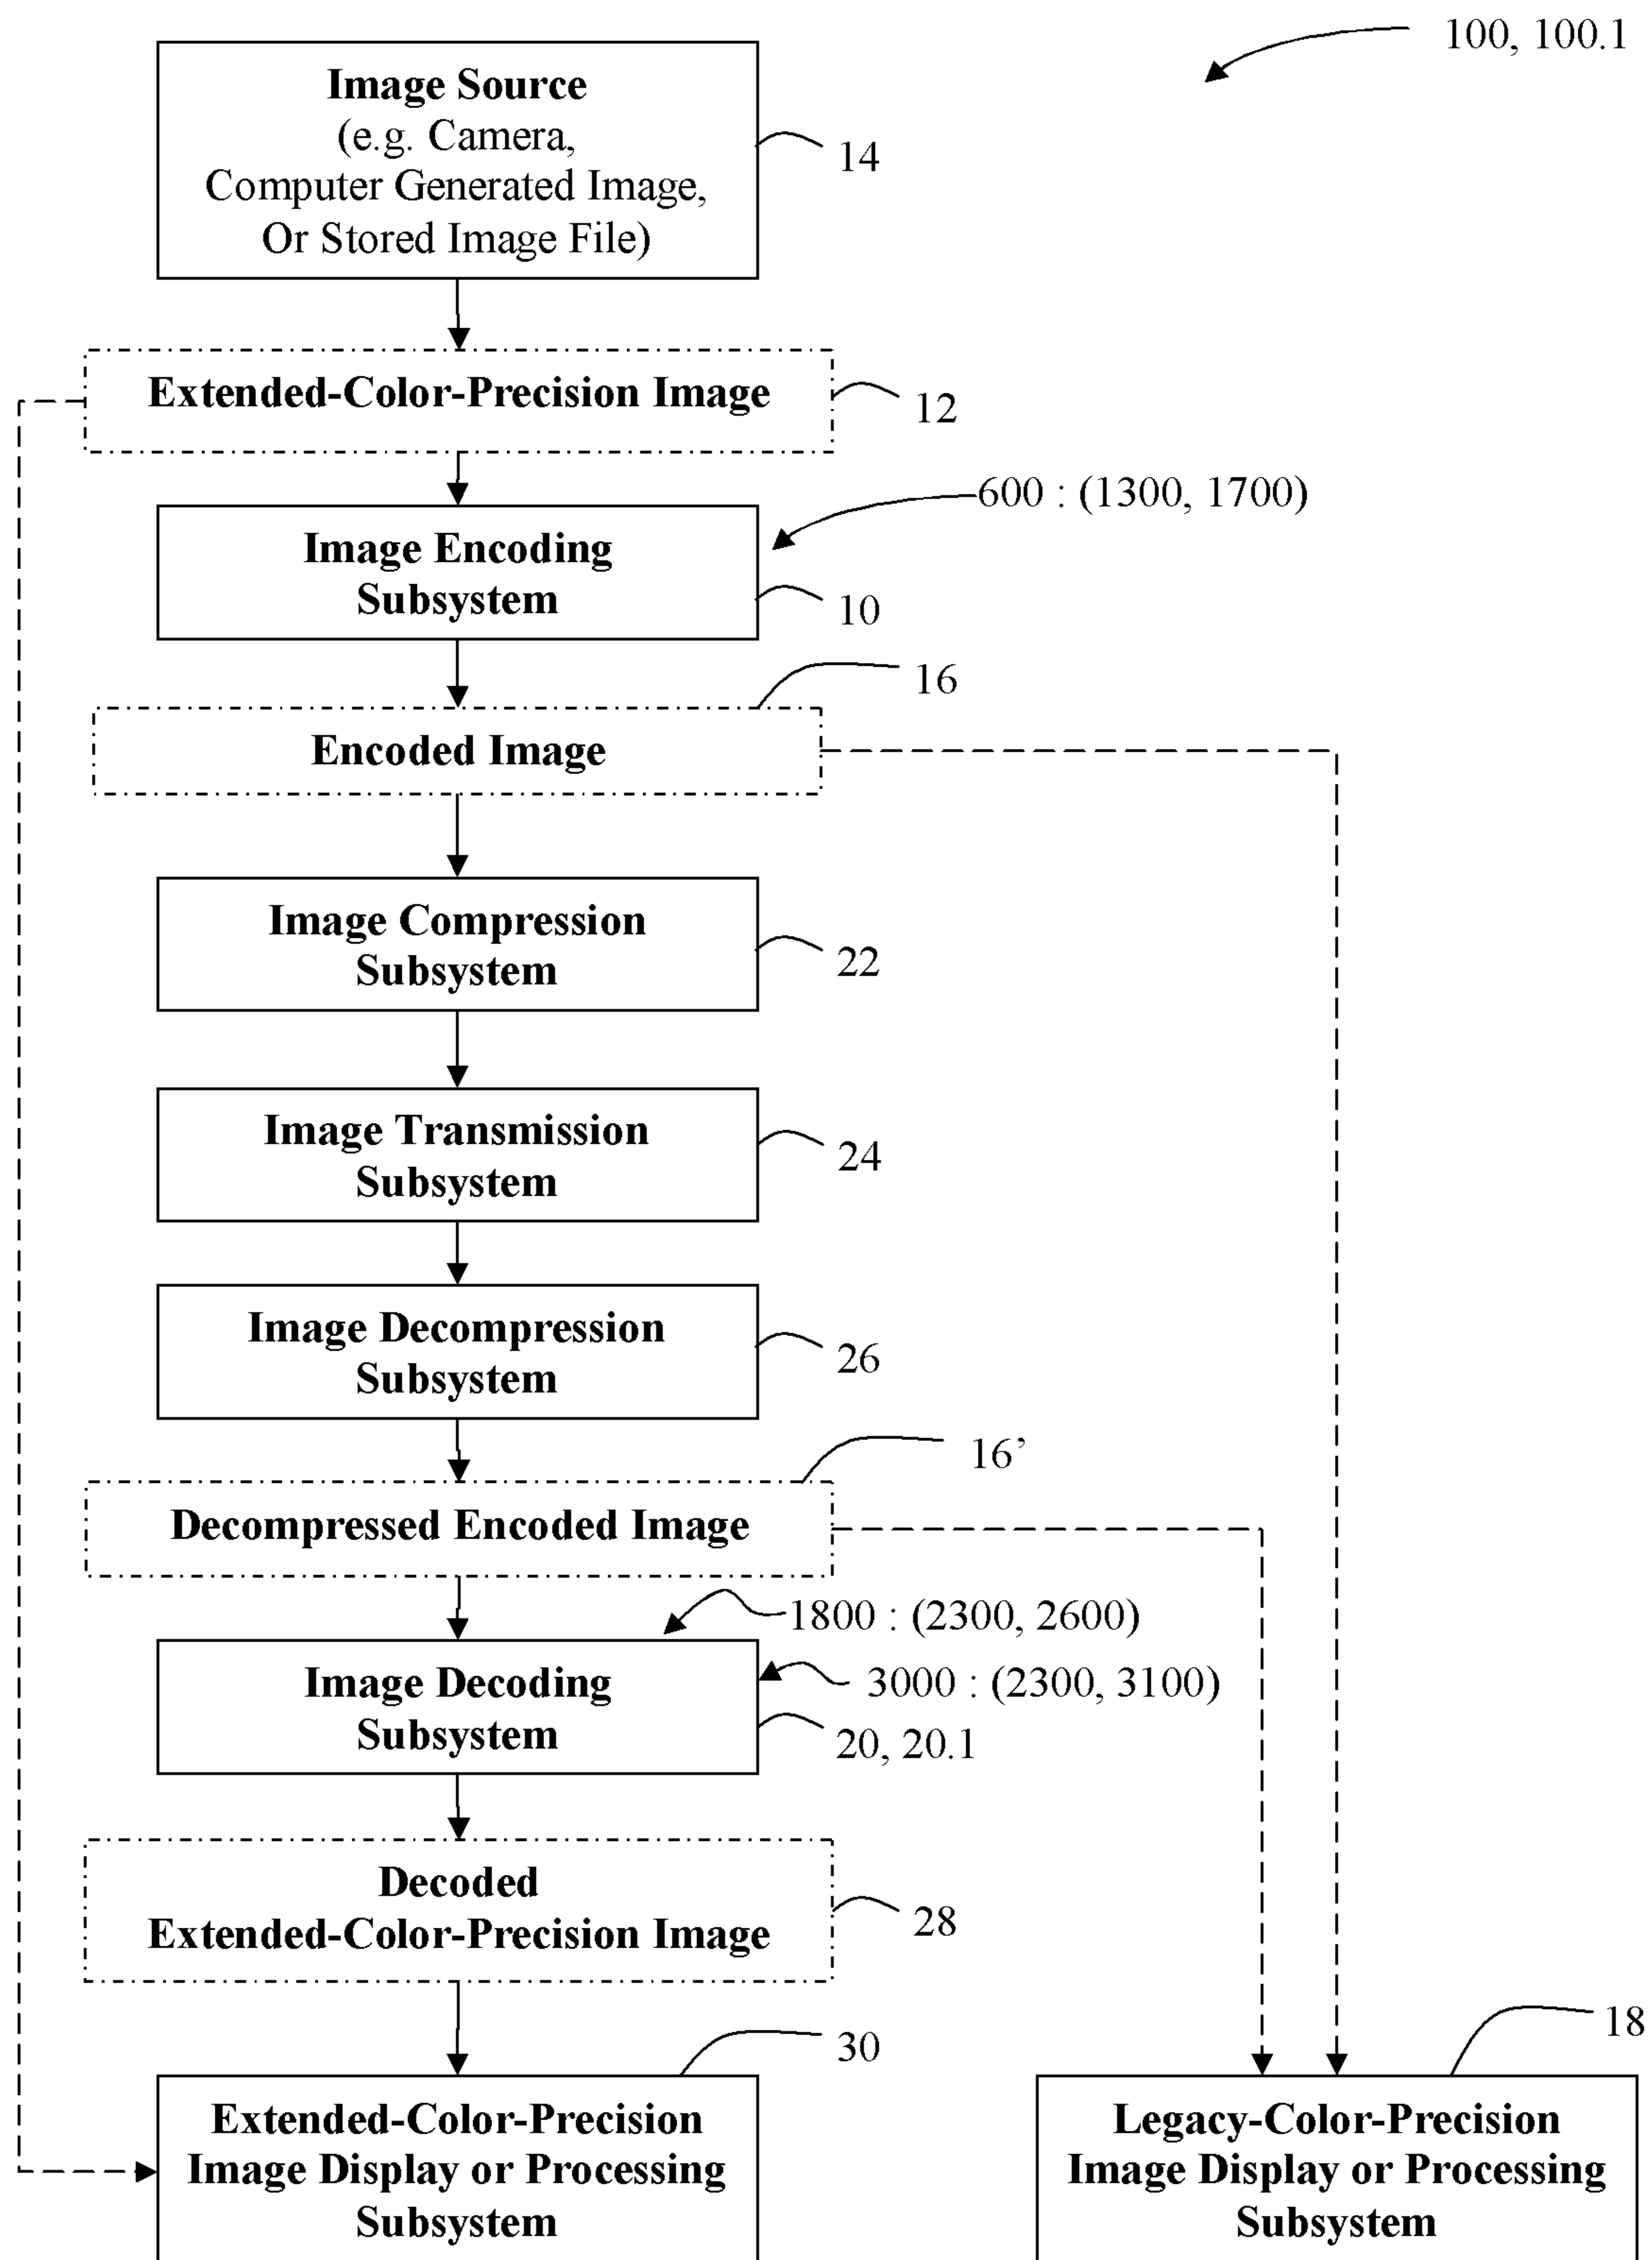 100, 100.1
Image Source
(e.g. Camera,
Computer Generated Image,
Or Stored Image File)
14
Extended-Color-Precision Image
12
600 : (1300, 1700)
Image Encoding
Subsystem
10
16
Encoded Image
Image Compression
Subsystem
22
Image Transmission
Subsystem
24
Image Decompression
Subsystem
26
16’
Decompressed Encoded Image
1800 : (2300, 2600)
Image Decoding
Subsystem
3000 : (2300, 3100)
20, 20.1
Decoded
Extended-Color-Precision Image
28
30
Extended-Color-Precision
Image Display or Processing
Subsystem
18
Legacy-Color-Precision
Image Display or Processing
Subsystem